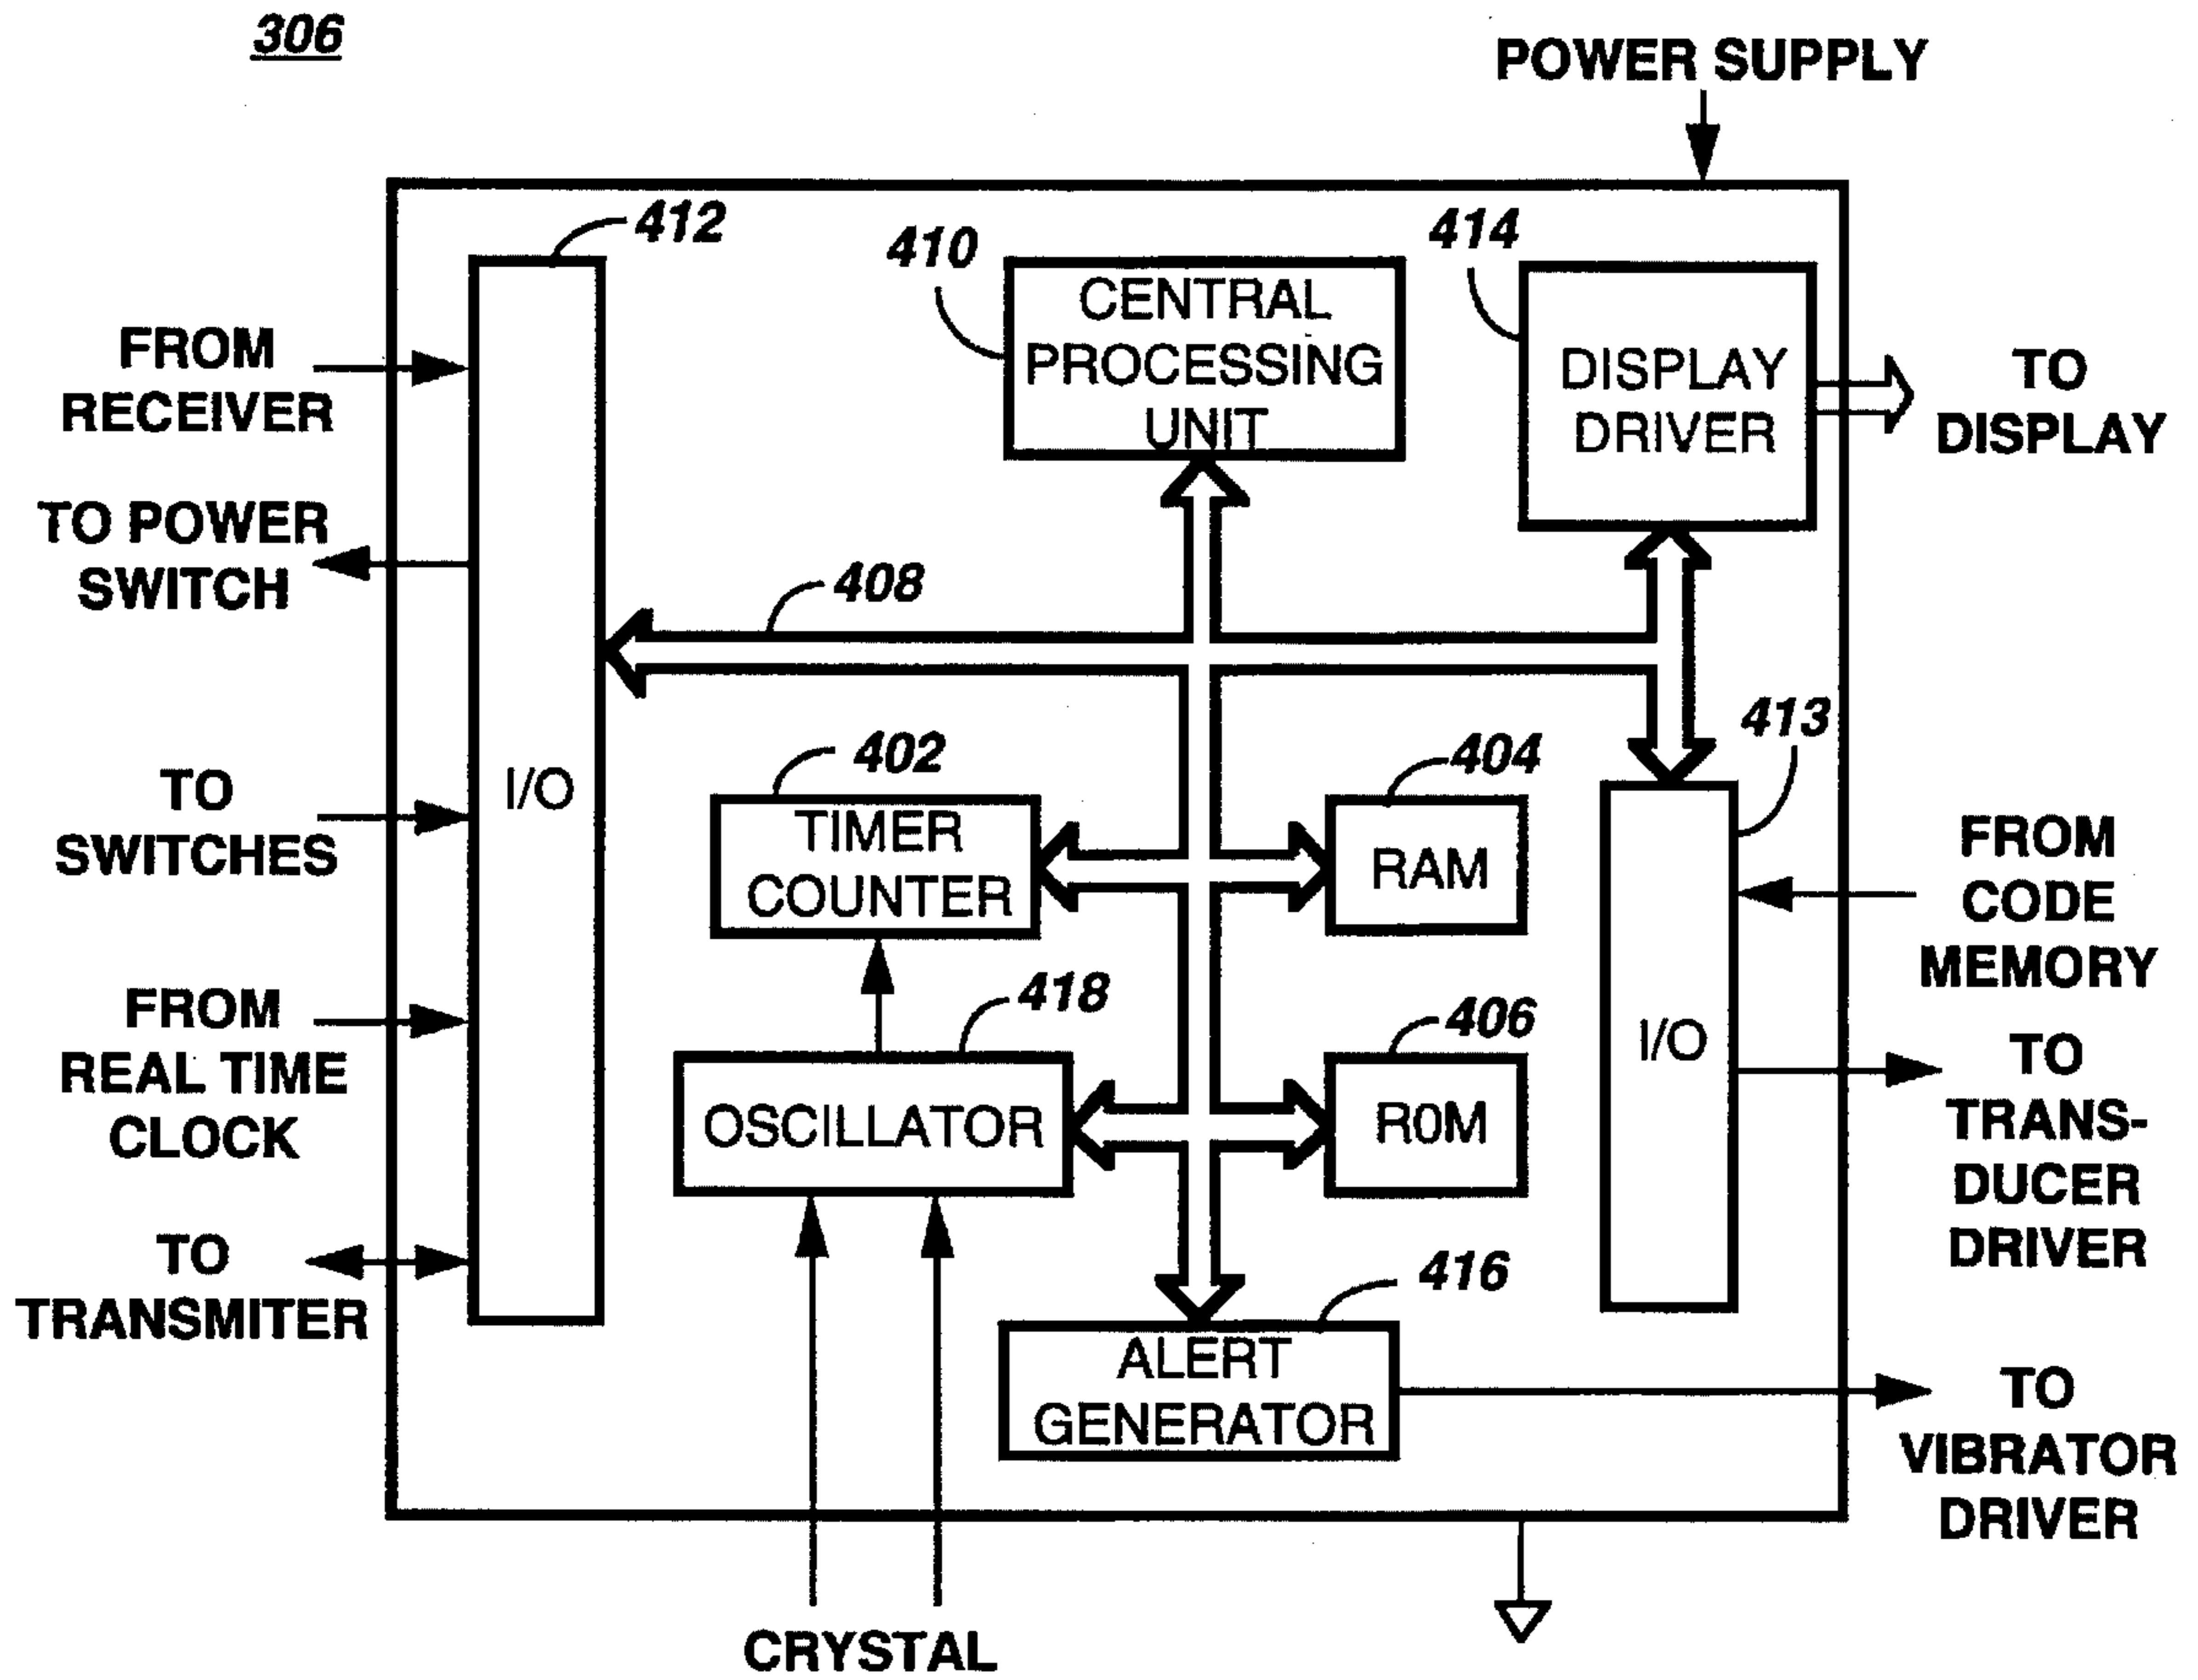 306
POWER SUPPLY
412
410
414
CENTRAL
PROCESSING
UNIT
DISPLAY
DRIVER
FROM
RECEIVER
TO
DISPLAY
TO POWER
SWITCH
408
413
402
404
TO
SWITCHES
I/O
TIMER
COUNTER
RAM
FROM
CODE
MEMORY
418
406
FROM
REAL TIME
CLOCK
OSCILLATOR
R0M
I/O
TO
TRANS-
DUCER
DRIVER
TO
TRANSMITER
416
ALERT
GENERATOR
TO
VIBRATOR
DRIVER
CRYSTAL